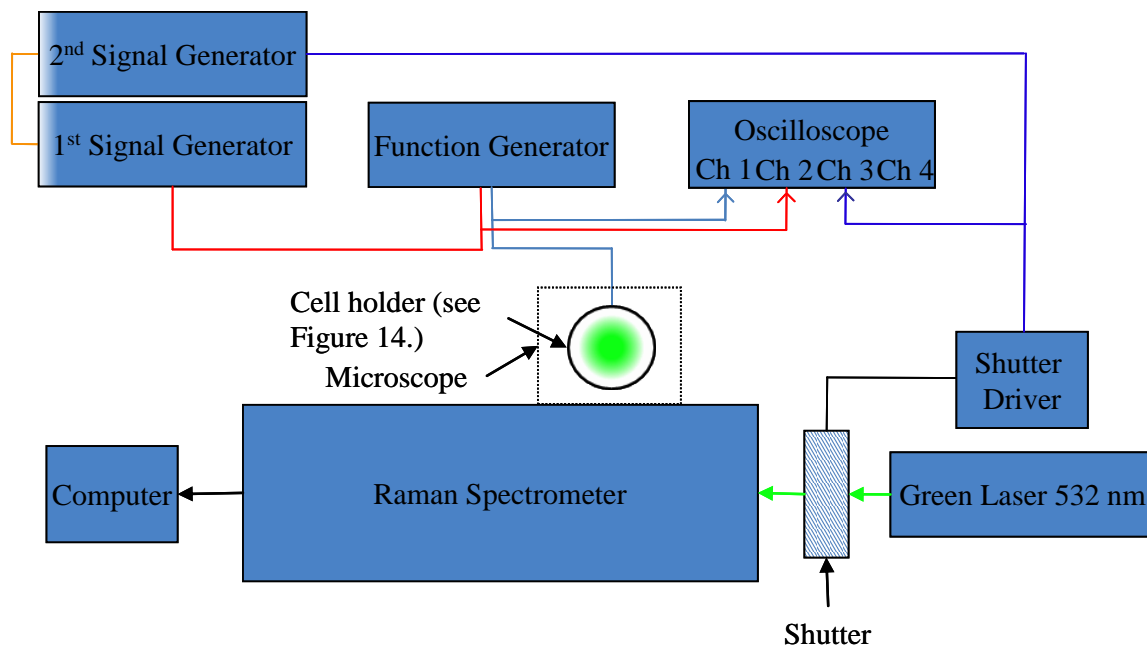 2nd Signal Generator
1st Signal Generator
Function Generator
Oscilloscope
Ch 1 Ch 2 Ch 3 Ch 4
Cell holder (see
Figure 14.)
Microscope
Shutter
Driver
Computer
Raman Spectrometer
Green Laser 532 nm
Shutter